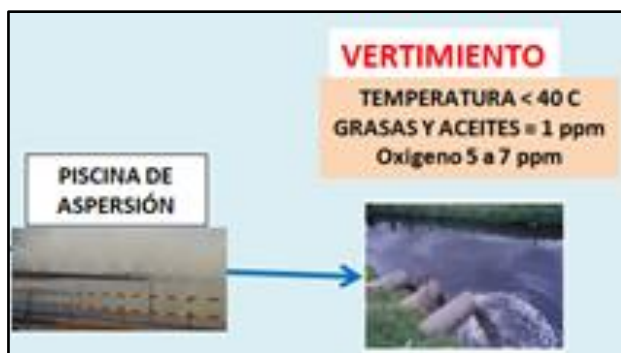 VERTIMIENTO
TEMPERATURA < 40 C
GRASAS Y ACEITES = 1 ppm
Oxigeno 5 a 7 ppm
PISCINA DE
ASPERSIÓN